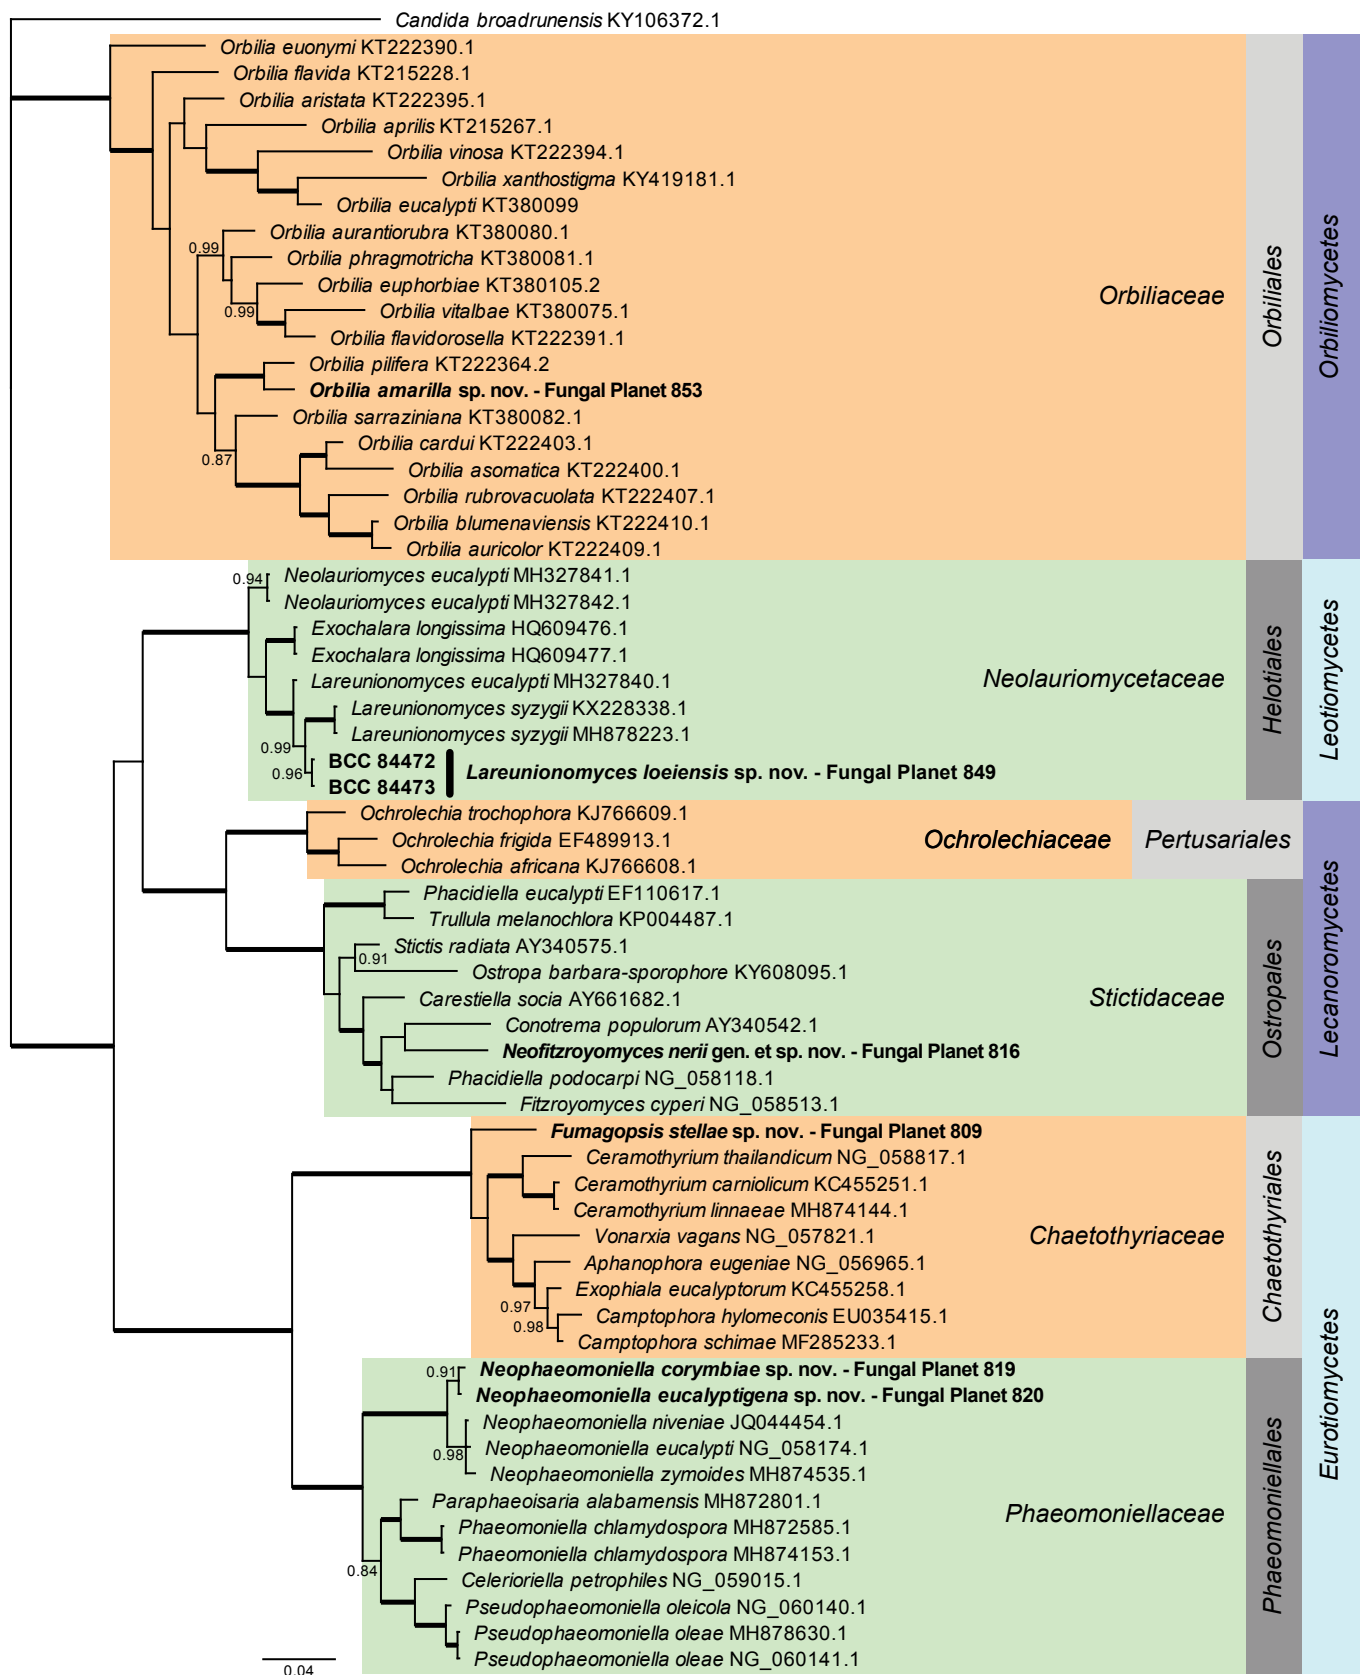 Candida broadrunensis KY106372.1
Orbilia euonymi KT222390.1
Orbilia flavida KT215228.1
Orbilia aristata KT222395.1
Orbilia aprilis KT215267.1
Orbilia vinosa KT222394.1
Orbilia xanthostigma KY419181.1
Orbilia eucalypti KT380099
Orbilia aurantiorubra KT380080.1
0.99
Orbilia phragmotricha KT380081.1
Orbilia euphorbiae KT380105.2
0.99
Orbilia vitalbae KT380075.1
Orbilia flavidorosella KT222391.1
Orbilia pilifera KT222364.2
Orbilia amarilla sp. nov. - Fungal Planet 853
Orbilia sarraziniana KT380082.1
0.87
Orbilia cardui KT222403.1
Orbilia asomatica KT222400.1
Orbilia rubrovacuolata KT222407.1
Orbilia blumenaviensis KT222410.1
Orbilia auricolor KT222409.1
Orbiliaceae
Orbiliales
Orbiliomycetes
0.94
Neolauriomyces eucalypti MH327841.1
Neolauriomyces eucalypti MH327842.1
Exochalara longissima HQ609476.1
Exochalara longissima HQ609477.1
Lareunionomyces eucalypti MH327840.1
Lareunionomyces syzygii KX228338.1
Lareunionomyces syzygii MH878223.1
0.99
0.96
BCC 84472
BCC 84473
Lareunionomyces loeiensis sp. nov. - Fungal Planet 849
Neolauriomycetaceae
Helotiales
Leotiomycetes
Ochrolechia trochophora KJ766609.1
Ochrolechia frigida EF489913.1
Ochrolechia africana KJ766608.1
Ochrolechiaceae
Pertusariales
Phacidiella eucalypti EF110617.1
Trullula melanochlora KP004487.1
Stictis radiata AY340575.1
0.91
Ostropa barbara-sporophore KY608095.1
Carestiella socia AY661682.1
Conotrema populorum AY340542.1
Neofitzroyomyces nerii gen. et sp. nov. - Fungal Planet 816
Phacidiella podocarpi NG_058118.1
Fitzroyomyces cyperi NG_058513.1
Stictidaceae
Ostropales
Lecanoromycetes
Fumagopsis stellae sp. nov. - Fungal Planet 809
Ceramothyrium thailandicum NG_058817.1
Ceramothyrium carniolicum KC455251.1
Ceramothyrium linnaeae MH874144.1
Vonarxia vagans NG_057821.1
Aphanophora eugeniae NG_056965.1
Exophiala eucalyptorum KC455258.1
0.97
Camptophora hylomeconis EU035415.1
0.98
Camptophora schimae MF285233.1
Chaetothyriaceae
Chaetothyriales
Eurotiomycetes
0.91
Neophaeomoniella corymbiae sp. nov. - Fungal Planet 819
Neophaeomoniella eucalyptigena sp. nov. - Fungal Planet 820
Neophaeomoniella niveniae JQ044454.1
Neophaeomoniella eucalypti NG_058174.1
0.98
Neophaeomoniella zymoides MH874535.1
Paraphaeoisaria alabamensis MH872801.1
Phaeomoniella chlamydospora MH872585.1
Phaeomoniella chlamydospora MH874153.1
0.84
Celerioriella petrophiles NG_059015.1
Pseudophaeomoniella oleicola NG_060140.1
Pseudophaeomoniella oleae MH878630.1
Pseudophaeomoniella oleae NG_060141.1
Phaeomoniellaceae
Phaeomoniellales
0.04